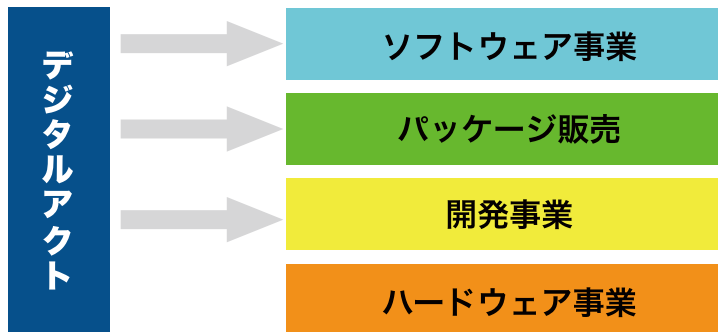 デジタルアクト
ソフトウェア事業
パッケージ販売
開発事業
ハードウェア事業